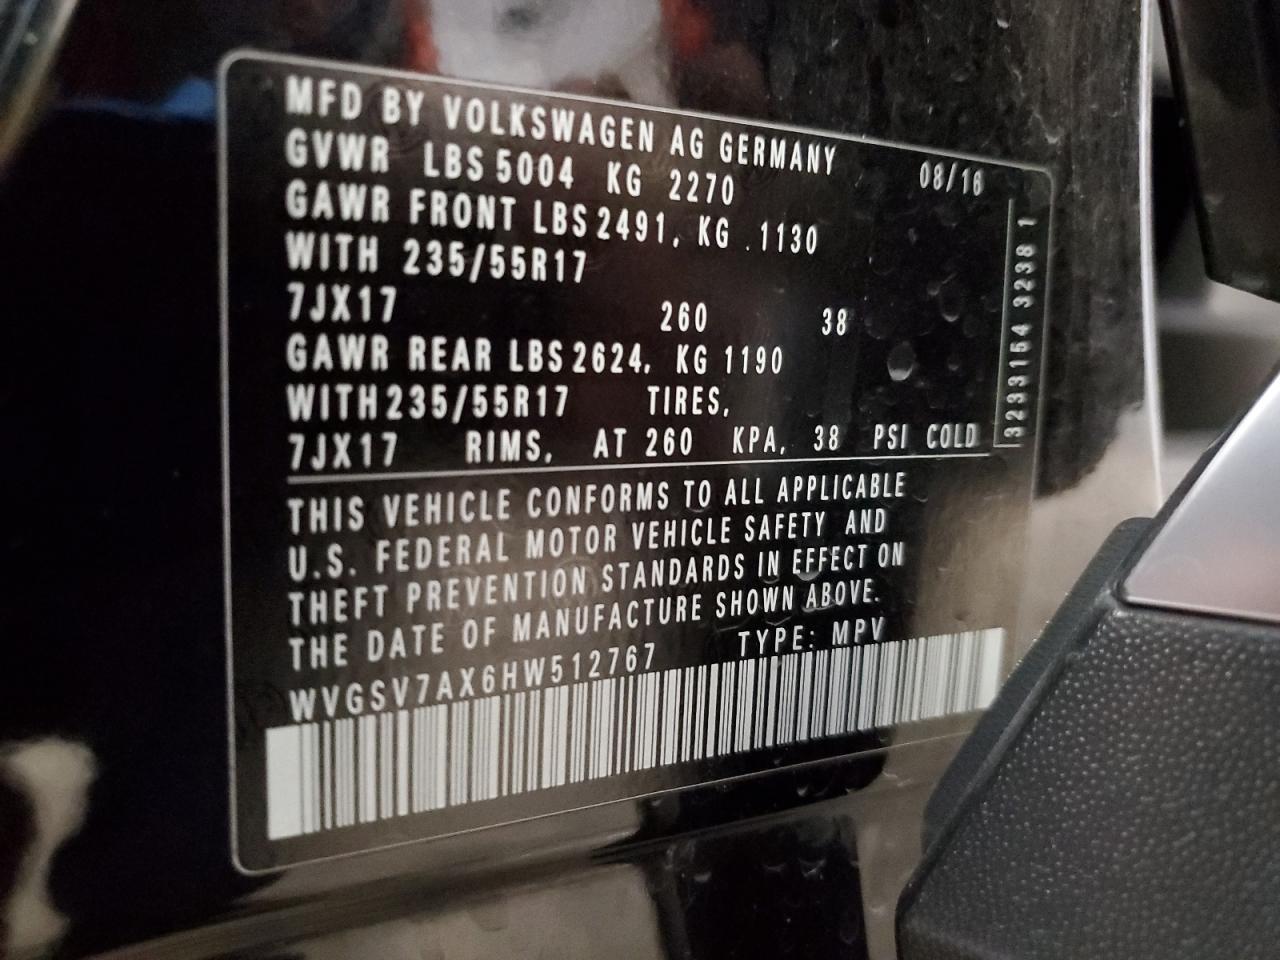 MFD BY VOLKSWAGEN AG GERMANY 08/16
GVWR LBS 5004 KG 2270
GAWR FRONT LBS 2491, KG .1130
WITH 235/55R17
7JX17 260 38
GAWR REAR LBS 2624, KG 1190
WITH 235/55R17 TIRES,
7JX17 RIMS, AT 260 KPA, 38 PSI COLD
3233154 3238 1
THIS VEHICLE CONFORMS TO ALL APPLICABLE
U.S. FEDERAL MOTOR VEHICLE SAFETY AND
THEFT PREVENTION STANDARDS IN EFFECT ON
THE DATE OF MANUFACTURE SHOWN ABOVE.
WVGSV7AX6HW512767 TYPE: MPV